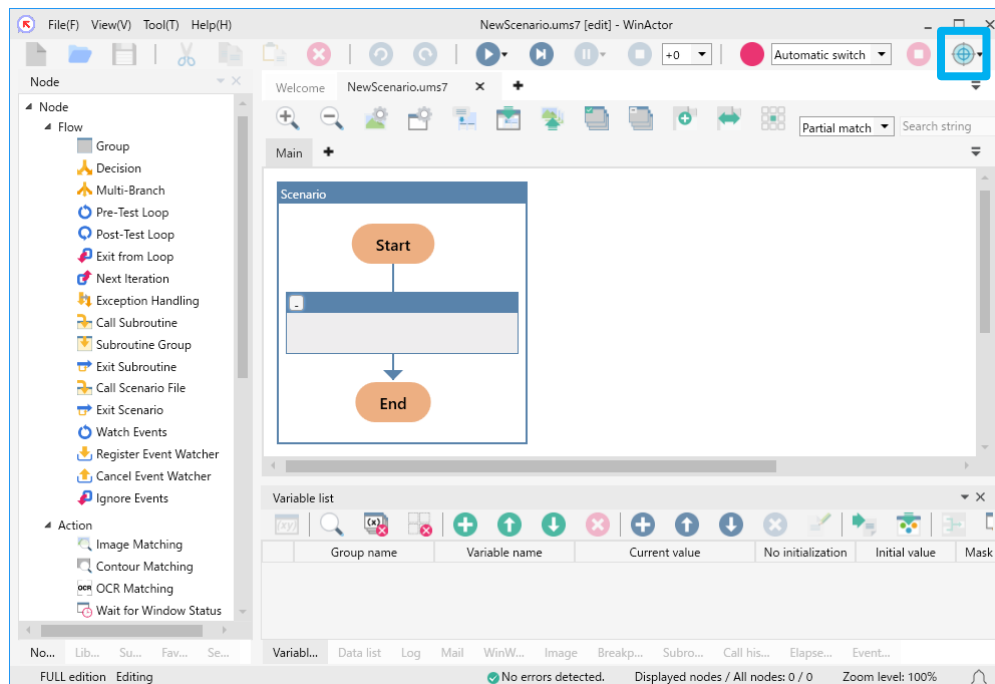 File(F) View(V) Tool(T) Help(H) NewScenario.ums7 [edit] - WinActor
+0 Automatic switch
Node
Welcome NewScenario.ums7
Node
Flow
Group
Decision
Multi-Branch
Pre-Test Loop
Post-Test Loop
Exit from Loop
Next Iteration
Exception Handling
Call Subroutine
Subroutine Group
Exit Subroutine
Call Scenario File
Exit Scenario
Watch Events
Register Event Watcher
Cancel Event Watcher
Ignore Events
Action
Image Matching
Contour Matching
OCR OCR Matching
Wait for Window Status
No... Lib... Su... Fav... Se...
Partial match Search string
Main
Scenario
Start
End
Variable list
Group name Variable name Current value No initialization Initial value Mask
Variabl... Data list Log Mail WinW... Image Breakp... Subro... Call his... Elapse... Event...
FULL edition Editing No errors detected. Displayed nodes / All nodes: 0 / 0 Zoom level: 100%